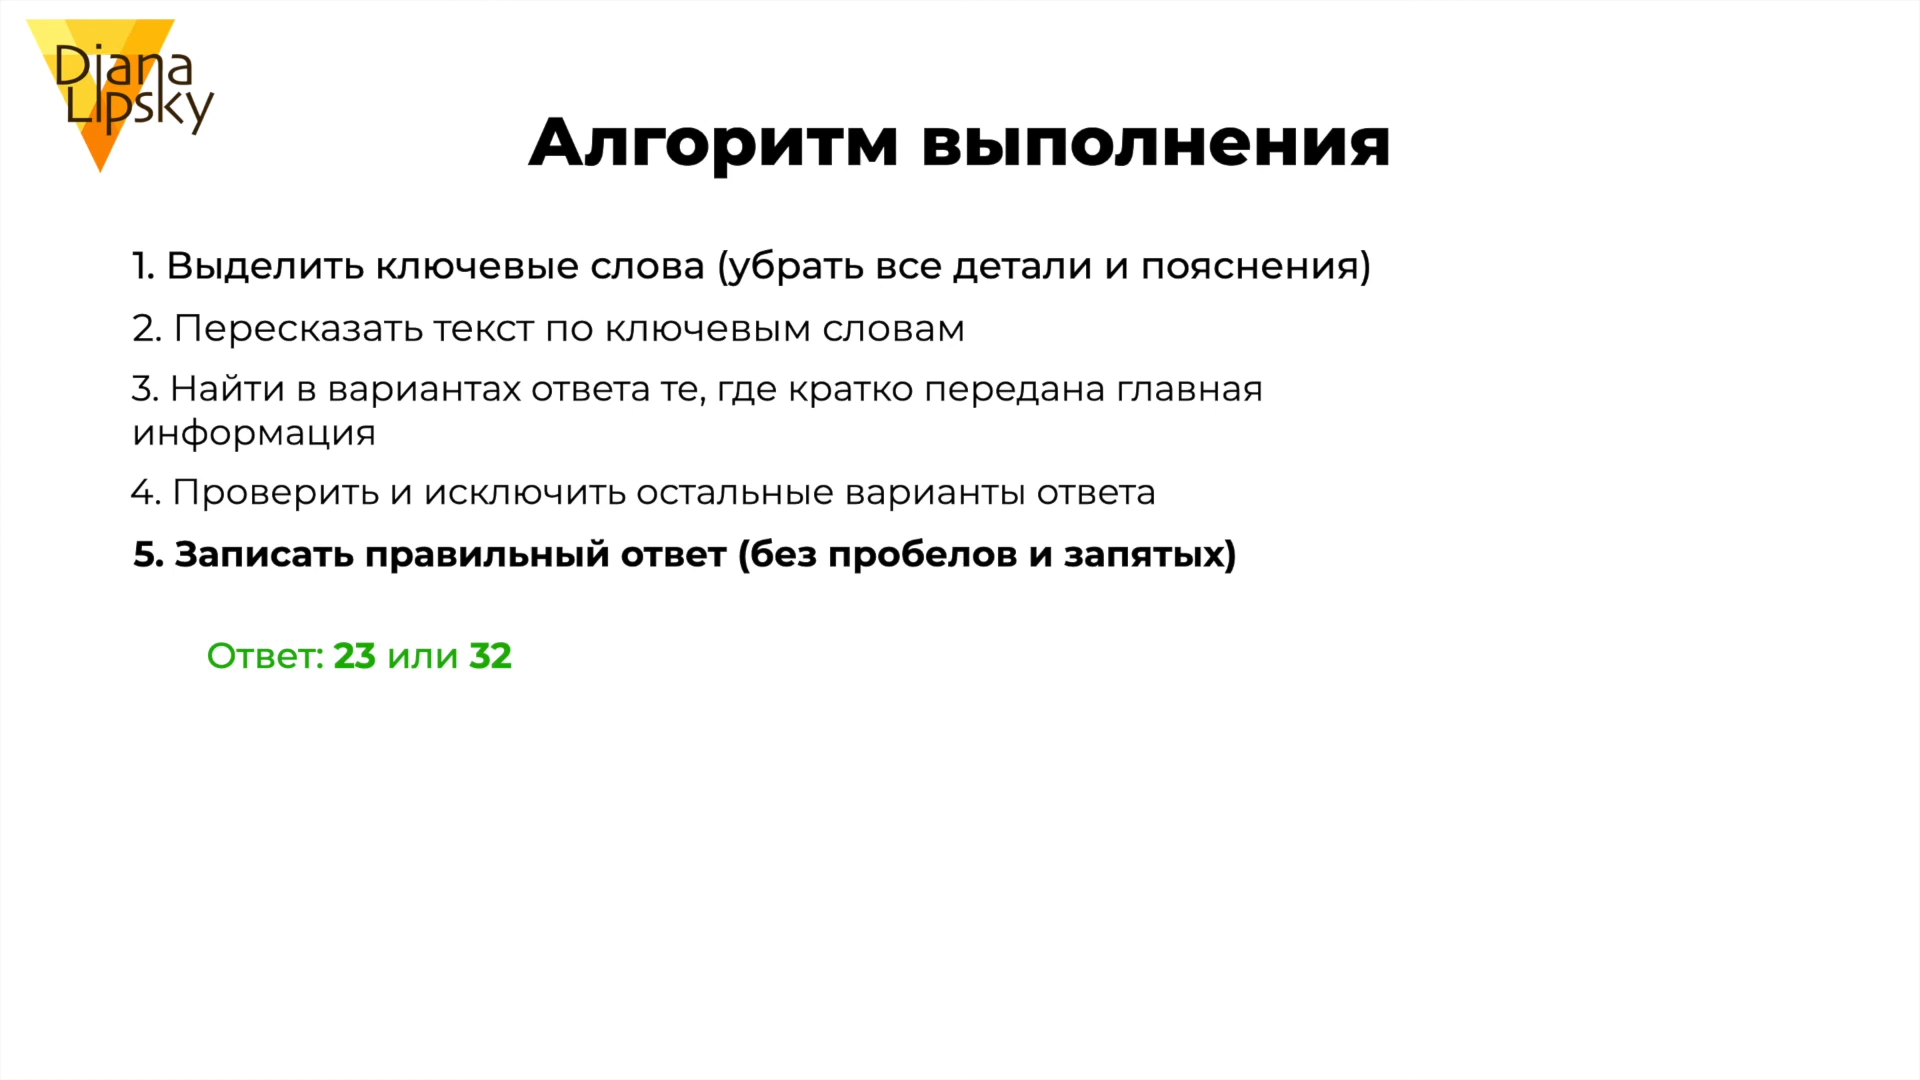 Diana
Lipsky
Алгоритм выполнения
1. Выделить ключевые слова (убрать все детали и пояснения)
2. Пересказать текст по ключевым словам
3. Найти в вариантах ответа те, где кратко передана главная
информация
4. Проверить и исключить остальные варианты ответа
5. Записать правильный ответ (без пробелов и запятых)
Ответ: 23 или 32